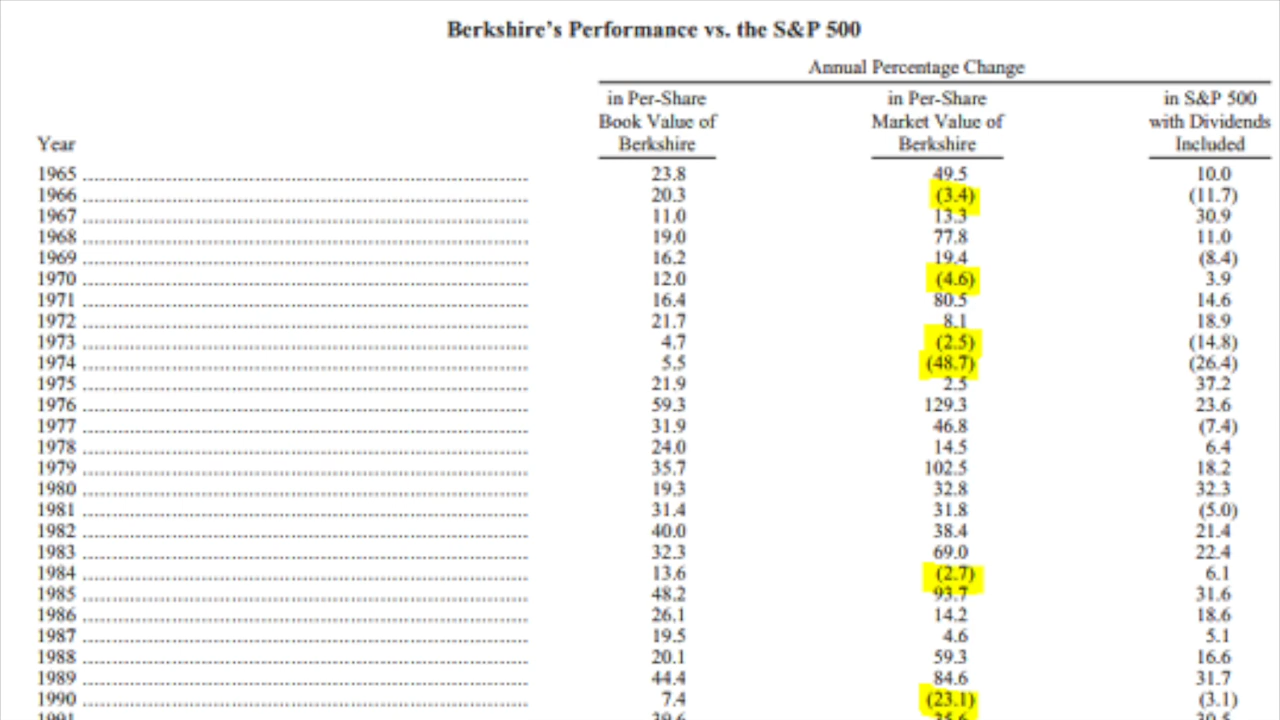 Berkshire's Performance vs. the S&P 500
Annual Percentage Change
in Per-Share in Per-Share in S&P 500
Book Value of Market Value of with Dividends
Year Berkshire Berkshire Included
1965 23.8 49.5 10.0
1966 20.3 (3.4) (11.7)
1967 11.0 13.3 30.9
1968 19.0 77.8 11.0
1969 16.2 19.4 (8.4)
1970 12.0 (4.6) 3.9
1971 16.4 80.5 14.6
1972 21.7 8.1 18.9
1973 4.7 (2.5) (14.8)
1974 5.5 (48.7) (26.4)
1975 21.9 2.5 37.2
1976 59.3 129.3 23.6
1977 31.9 46.8 (7.4)
1978 24.0 14.5 6.4
1979 35.7 102.5 18.2
1980 19.3 32.8 32.3
1981 31.4 31.8 (5.0)
1982 40.0 38.4 21.4
1983 32.3 69.0 22.4
1984 13.6 (2.7) 6.1
1985 48.2 93.7 31.6
1986 26.1 14.2 18.6
1987 19.5 4.6 5.1
1988 20.1 59.3 16.6
1989 44.4 84.6 31.7
1990 7.4 (23.1) (3.1)
1991 39.6 35.6 30.5